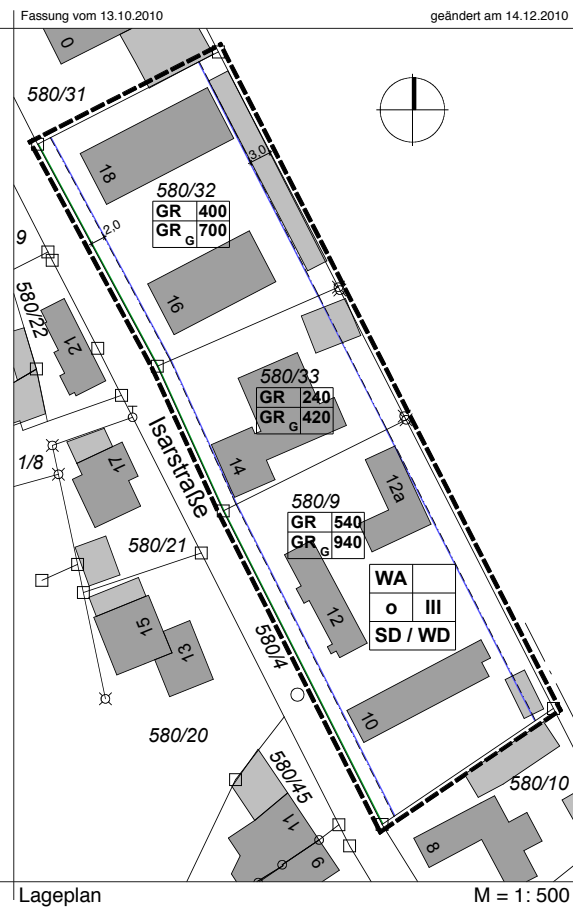 Fassung vom 13.10.2010
geändert am 14.12.2010
0
580/31
18
3.0
580/32
GR 400
GR G 700
2.0
9
16
580/22
21
580/33
GR 240
GR G 420
14
Isarstraße
17
1/8
12a
580/9
GR 540
GR G 940
580/21
WA
o III
SD / WD
12
15
13
580/4
10
580/20
580/45
580/10
11
9
8
Lageplan
M = 1: 500